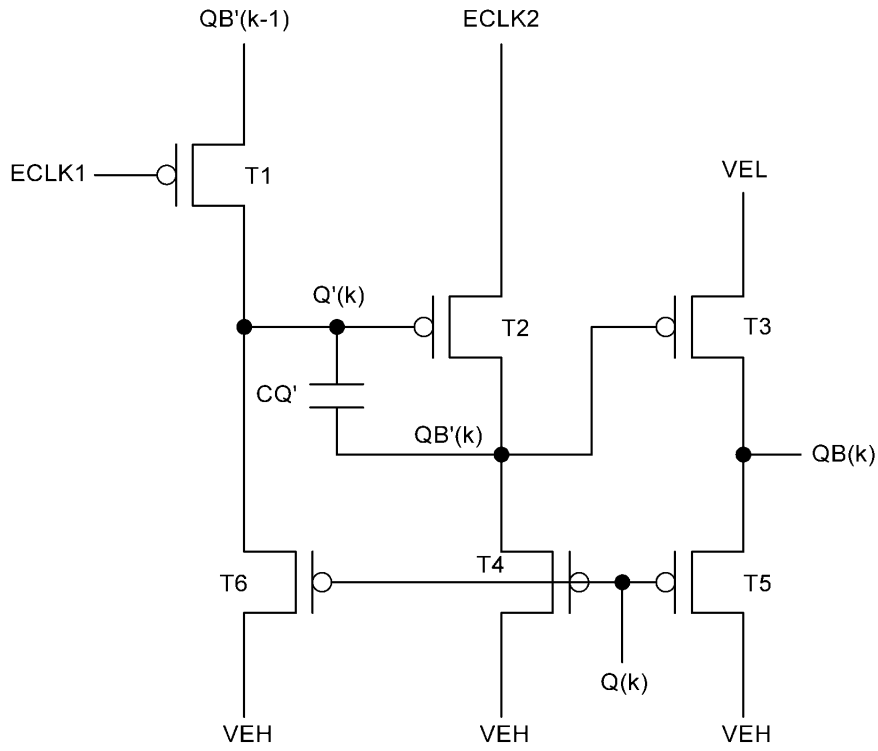 QB'(k-1)
ECLK2
ECLK1
T1
VEL
Q'(k)
T2
T3
CQ'
QB'(k)
QB(k)
T6
T4
T5
Q(k)
VEH
VEH
VEH